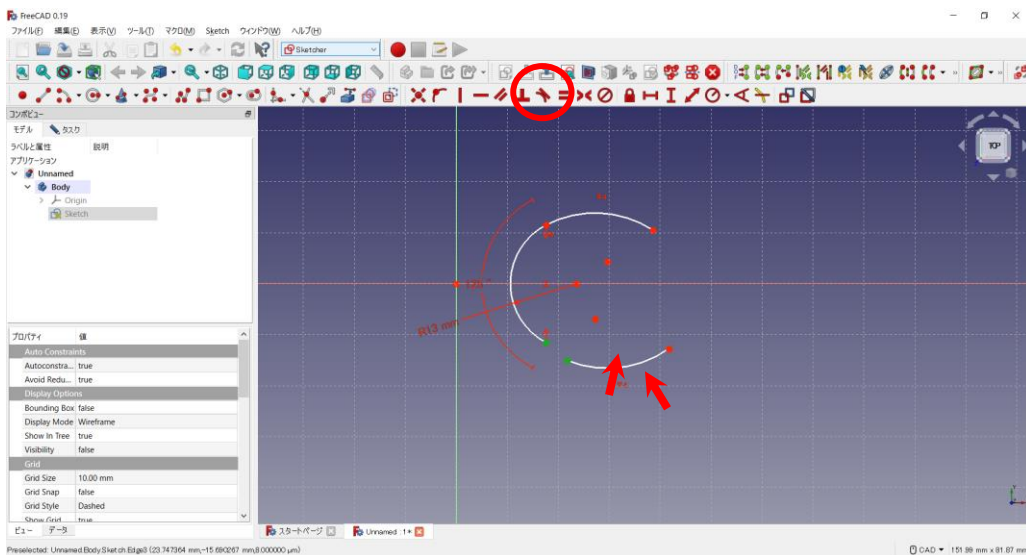 FreeCAD 0.19
ファイル(F) 編集(E) 表示(V) ツール(T) マクロ(M) Sketch ウィンドウ(W) ヘルプ(H)
Sketcher
コンボビュー
モデル タスク
ラベルと属性 説明
アプリケーション
Unnamed
Body
Origin
Sketch
TOP
R13 mm
プロパティ 値
Auto Constraints
Autoconstra... true
Avoid Redu... true
Display Options
Bounding Box false
Display Mode Wireframe
Show In Tree true
Visibility false
Grid
Grid Size 10.00 mm
Grid Snap false
Grid Style Dashed
Show Grid true
ビュー データ
スタートページ Unnamed : 1*
Preselected: Unnamed.Body.Sketch.Edge3 (23.747364 mm,-15.690267 mm,8.000000 µm)
CAD 151.99 mm x 81.87 mm